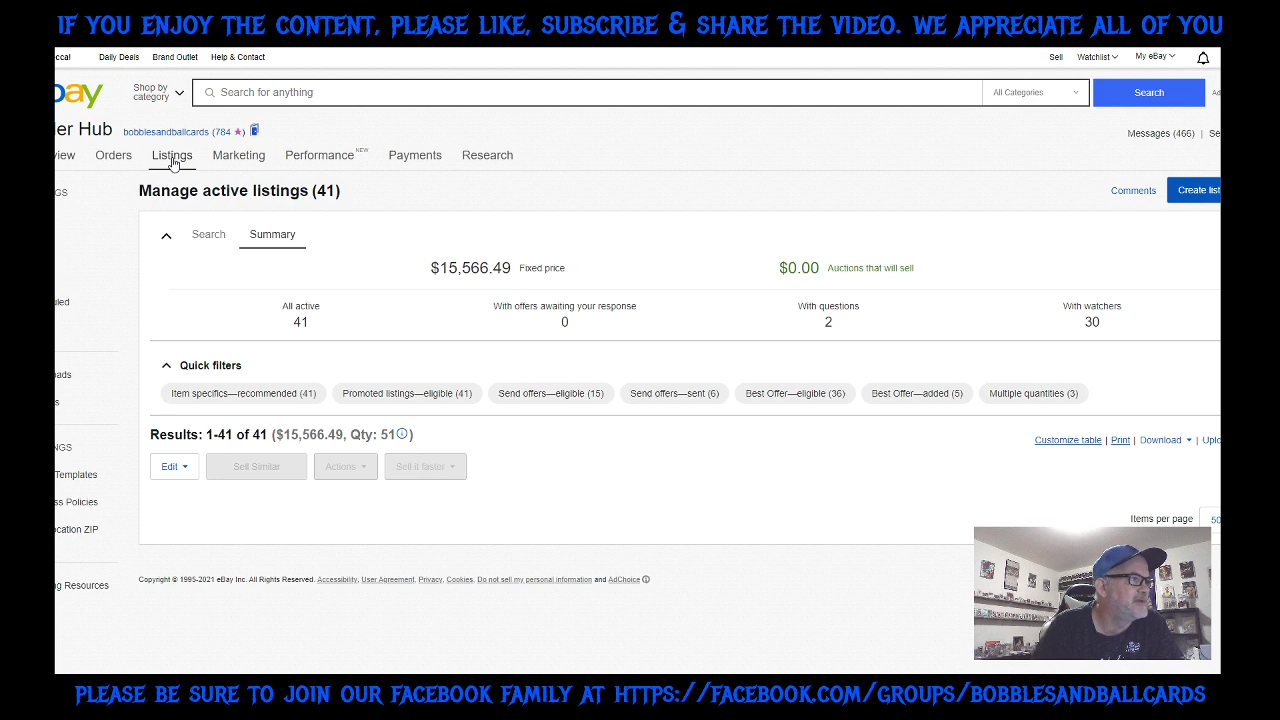 IF YOU ENJOY THE CONTENT, PLEASE LIKE, SUBSCRIBE & SHARE THE VIDEO. WE APPRECIATE ALL OF YOU
Daily Deals Brand Outlet Help & Contact Sell Watchlist My eBay
Shop by category Search for anything All Categories Search
Hub bobblesandballcards (784 ★) Messages (466) |
Orders Listings Marketing Performance NEW Payments Research
Manage active listings (41) Comments Create
Search Summary
$15,566.49 Fixed price $0.00 Auctions that will sell
All active With offers awaiting your response With questions With watchers
41 0 2 30
Quick filters
Item specifics—recommended (41) Promoted listings—eligible (41) Send offers—eligible (15) Send offers—sent (6) Best Offer—eligible (36) Best Offer—added (5) Multiple quantities (3)
Results: 1-41 of 41 ($15,566.49, Qty: 51)
Customize table | Print | Download |
Edit Sell Similar Actions Sell it faster
Templates
Policies
ZIP
Items per page 50
Resources
Copyright © 1995-2021 eBay Inc. All Rights Reserved. Accessibility, User Agreement, Privacy, Cookies, Do not sell my personal information and AdChoice
PLEASE BE SURE TO JOIN OUR FACEBOOK FAMILY AT HTTPS://FACEBOOK.COM/GROUPS/BOBBLESANDBALLCARDS